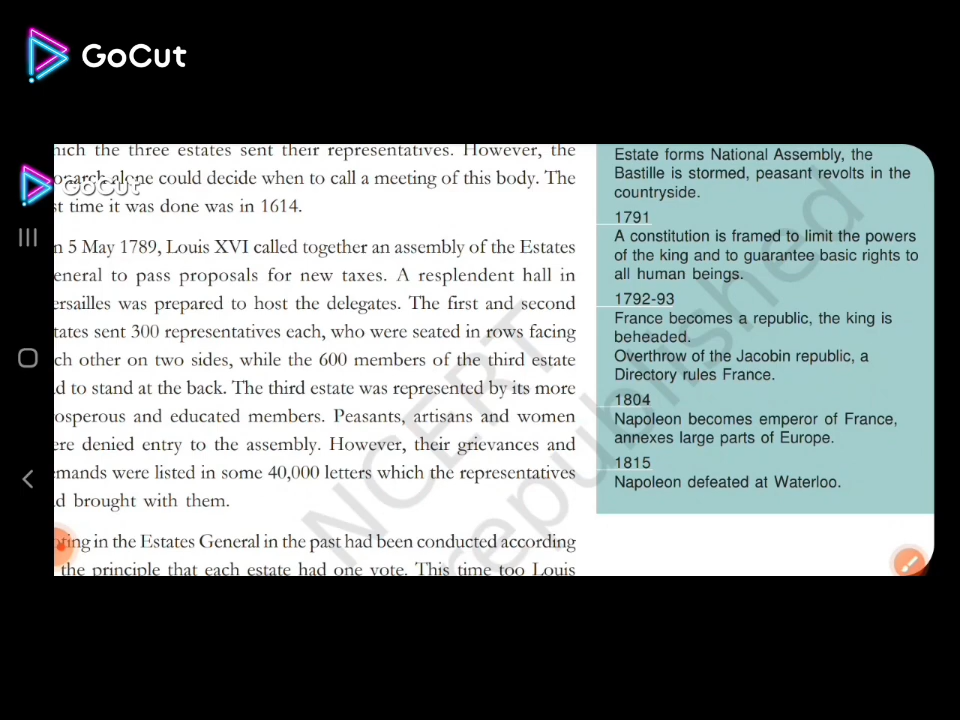 GoCut
GoCut
hich the three estates sent their representatives. However, the
onarch alone could decide when to call a meeting of this body. The
st time it was done was in 1614.
n 5 May 1789, Louis XVI called together an assembly of the Estates
eneral to pass proposals for new taxes. A resplendent hall in
ersailles was prepared to host the delegates. The first and second
tates sent 300 representatives each, who were seated in rows facing
ch other on two sides, while the 600 members of the third estate
d to stand at the back. The third estate was represented by its more
osperous and educated members. Peasants, artisans and women
ere denied entry to the assembly. However, their grievances and
emands were listed in some 40,000 letters which the representatives
d brought with them.
oting in the Estates General in the past had been conducted according
the principle that each estate had one vote. This time too Louis
Estate forms National Assembly, the
Bastille is stormed, peasant revolts in the
countryside.
1791
A constitution is framed to limit the powers
of the king and to guarantee basic rights to
all human beings.
1792-93
France becomes a republic, the king is
beheaded.
Overthrow of the Jacobin republic, a
Directory rules France.
1804
Napoleon becomes emperor of France,
annexes large parts of Europe.
1815
Napoleon defeated at Waterloo.
NCERT
republished